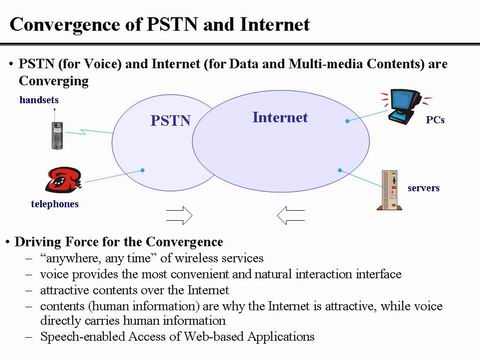 Convergence of PSTN and Internet
• PSTN (for Voice) and Internet (for Data and Multi-media Contents) are
Converging
handsets
PSTN
Internet
PCs
telephones
servers
• Driving Force for the Convergence
– “anywhere, any time” of wireless services
– voice provides the most convenient and natural interaction interface
– attractive contents over the Internet
– contents (human information) are why the Internet is attractive, while voice
directly carries human information
– Speech-enabled Access of Web-based Applications